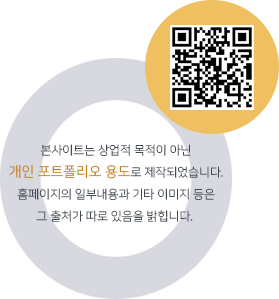 본사이트는 상업적 목적이 아닌
개인 포트폴리오 용도로 제작되었습니다.
홈페이지의 일부내용과 기타 이미지 등은
그 출처가 따로 있음을 밝힙니다.